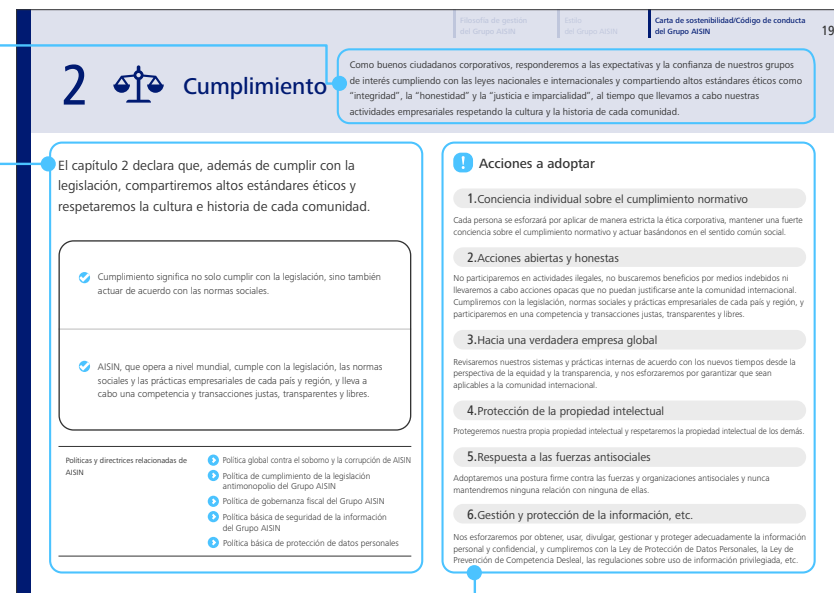 Filosofía de gestión
del Grupo AISIN
Estilo
del Grupo AISIN
Carta de sostenibilidad/Código de conducta
del Grupo AISIN
19
2 Cumplimiento
Como buenos ciudadanos corporativos, responderemos a las expectativas y la confianza de nuestros grupos
de interés cumpliendo con las leyes nacionales e internacionales y compartiendo altos estándares éticos como
"integridad", la "honestidad" y la "justicia e imparcialidad", al tiempo que llevamos a cabo nuestras
actividades empresariales respetando la cultura y la historia de cada comunidad.
El capítulo 2 declara que, además de cumplir con la
legislación, compartiremos altos estándares éticos y
respetaremos la cultura e historia de cada comunidad.
Cumplimiento significa no solo cumplir con la legislación, sino también
actuar de acuerdo con las normas sociales.
AISIN, que opera a nivel mundial, cumple con la legislación, las normas
sociales y las prácticas empresariales de cada país y región, y lleva a
cabo una competencia y transacciones justas, transparentes y libres.
Políticas y directrices relacionadas de
AISIN
Política global contra el soborno y la corrupción de AISIN
Política de cumplimiento de la legislación
antimonopolio del Grupo AISIN
Política de gobernanza fiscal del Grupo AISIN
Política básica de seguridad de la información
del Grupo AISIN
Política básica de protección de datos personales
Acciones a adoptar
1.Conciencia individual sobre el cumplimiento normativo
Cada persona se esforzará por aplicar de manera estricta la ética corporativa, mantener una fuerte
conciencia sobre el cumplimiento normativo y actuar basándonos en el sentido común social.
2.Acciones abiertas y honestas
No participaremos en actividades ilegales, no buscaremos beneficios por medios indebidos ni
llevaremos a cabo acciones opacas que no puedan justificarse ante la comunidad internacional.
Cumpliremos con la legislación, normas sociales y prácticas empresariales de cada país y región, y
participaremos en una competencia y transacciones justas, transparentes y libres.
3.Hacia una verdadera empresa global
Revisaremos nuestros sistemas y prácticas internas de acuerdo con los nuevos tiempos desde la
perspectiva de la equidad y la transparencia, y nos esforzaremos por garantizar que sean
aplicables a la comunidad internacional.
4.Protección de la propiedad intelectual
Protegeremos nuestra propia propiedad intelectual y respetaremos la propiedad intelectual de los demás.
5.Respuesta a las fuerzas antisociales
Adoptaremos una postura firme contra las fuerzas y organizaciones antisociales y nunca
mantendremos ninguna relación con ninguna de ellas.
6.Gestión y protección de la información, etc.
Nos esforzaremos por obtener, usar, divulgar, gestionar y proteger adecuadamente la información
personal y confidencial, y cumpliremos con la Ley de Protección de Datos Personales, la Ley de
Prevención de Competencia Desleal, las regulaciones sobre uso de información privilegiada, etc.